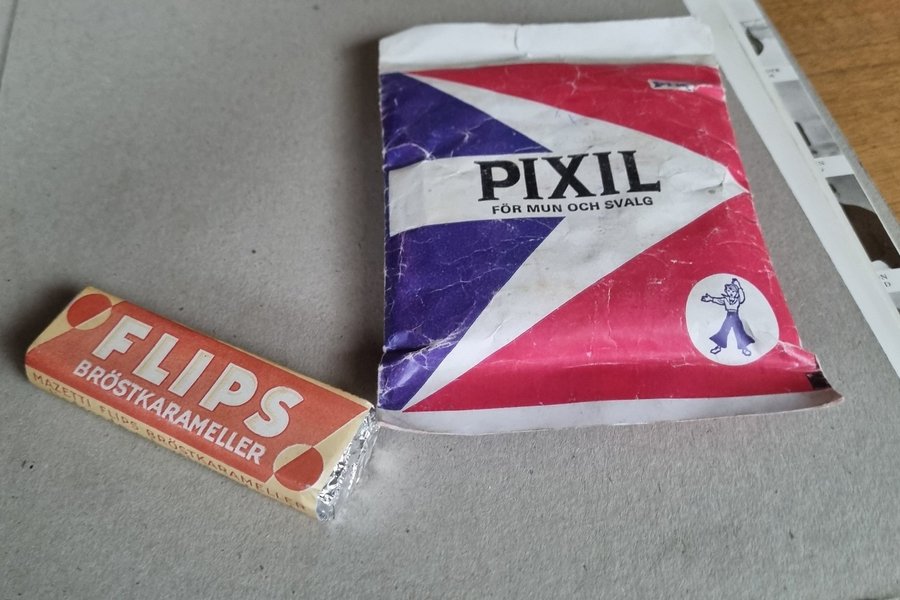 PIXIL
FÖR MUN OCH SVALG
FLIPS
BRÖSTKARAMELLER
MAZETTI FLIPS BRÖSTKARAMELLER